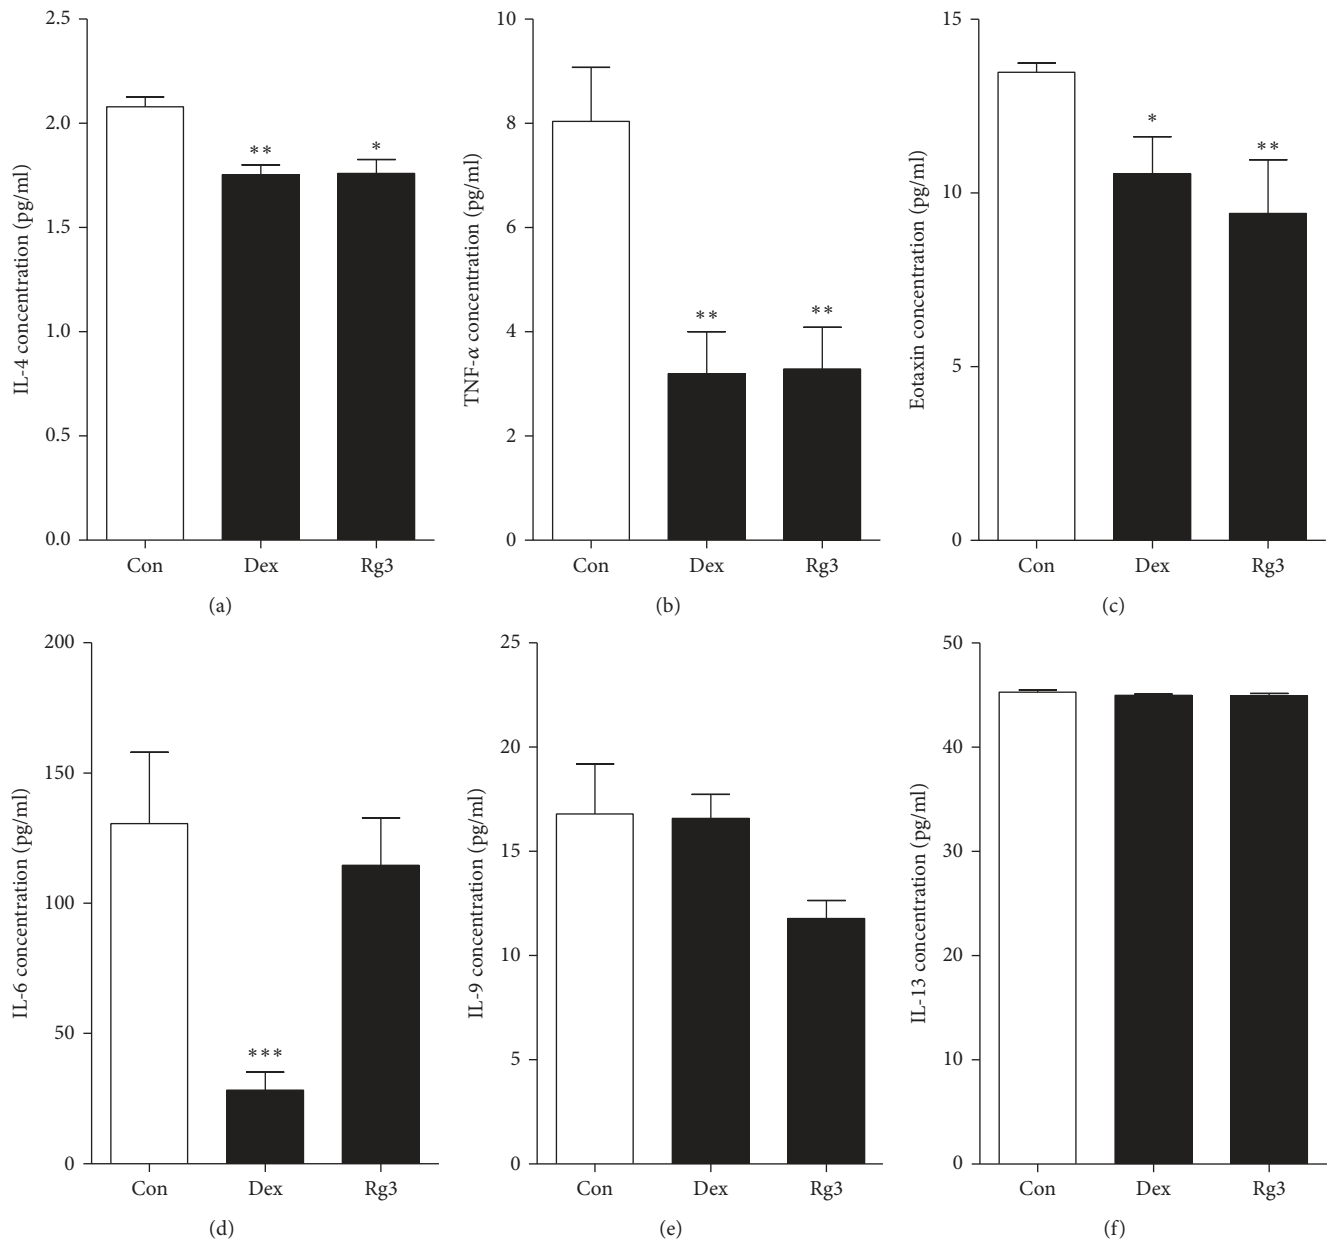 2.5
2.0
1.5
1.0
0.5
0.0
IL-4 concentration (pg/ml)
**
*
Con Dex Rg3
(a)
10
8
6
4
2
0
TNF-α concentration (pg/ml)
**
**
Con Dex Rg3
(b)
15
10
5
0
Eotaxin concentration (pg/ml)
*
**
Con Dex Rg3
(c)
200
150
100
50
0
IL-6 concentration (pg/ml)
***
Con Dex Rg3
(d)
25
20
15
10
5
0
IL-9 concentration (pg/ml)
Con Dex Rg3
(e)
50
40
30
20
10
0
IL-13 concentration (pg/ml)
Con Dex Rg3
(f)